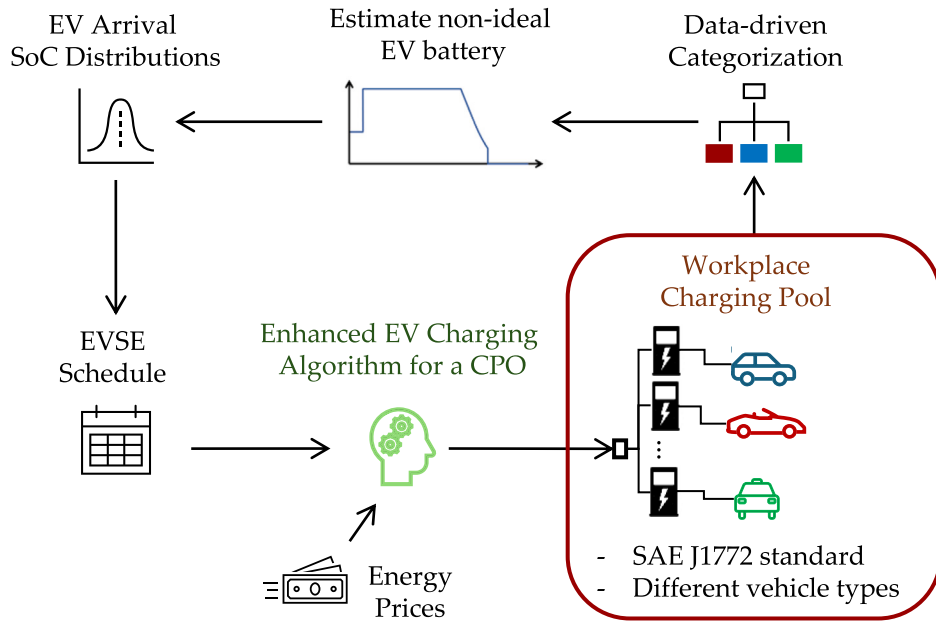 EV Arrival
SoC Distributions
Estimate non-ideal
EV battery
Data-driven
Categorization
Workplace
Charging Pool
EVSE
Schedule
Enhanced EV Charging
Algorithm for a CPO
Energy
Prices
- SAE J1772 standard
- Different vehicle types